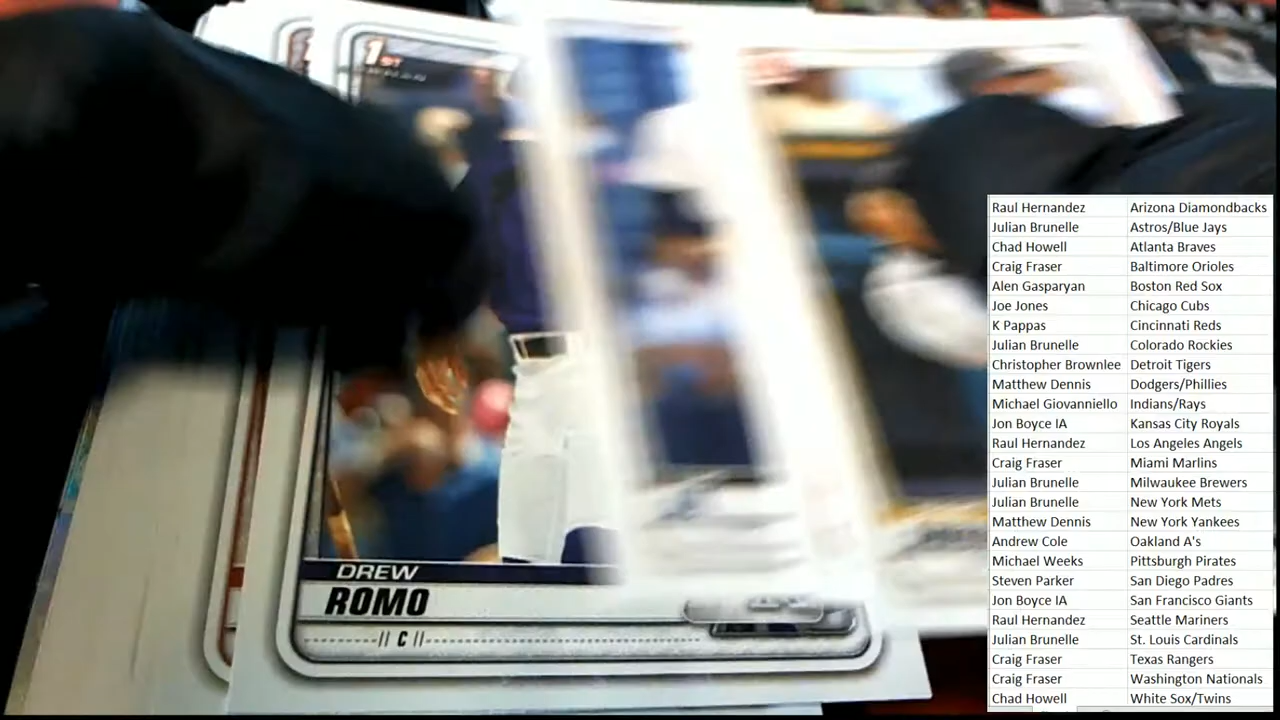 1ST
DREW
ROMO
C
Raul Hernandez Arizona Diamondbacks
Julian Brunelle Astros/Blue Jays
Chad Howell Atlanta Braves
Craig Fraser Baltimore Orioles
Alen Gasparyan Boston Red Sox
Joe Jones Chicago Cubs
K Pappas Cincinnati Reds
Julian Brunelle Colorado Rockies
Christopher Brownlee Detroit Tigers
Matthew Dennis Dodgers/Phillies
Michael Giovanniello Indians/Rays
Jon Boyce IA Kansas City Royals
Raul Hernandez Los Angeles Angels
Craig Fraser Miami Marlins
Julian Brunelle Milwaukee Brewers
Julian Brunelle New York Mets
Matthew Dennis New York Yankees
Andrew Cole Oakland A's
Michael Weeks Pittsburgh Pirates
Steven Parker San Diego Padres
Jon Boyce IA San Francisco Giants
Raul Hernandez Seattle Mariners
Julian Brunelle St. Louis Cardinals
Craig Fraser Texas Rangers
Craig Fraser Washington Nationals
Chad Howell White Sox/Twins